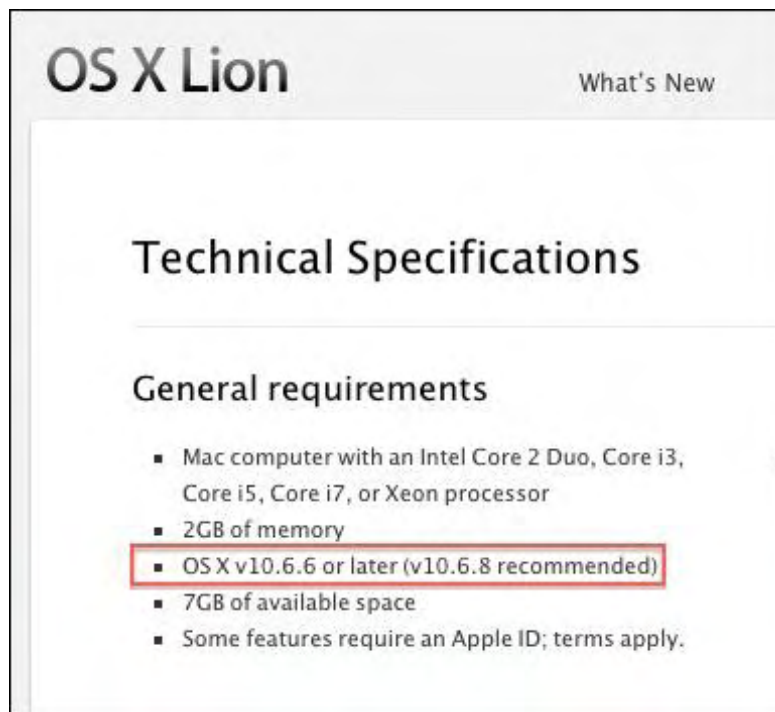 OS X Lion
What's New
Technical Specifications
General requirements
▪ Mac computer with an Intel Core 2 Duo, Core i3,
Core i5, Core i7, or Xeon processor
▪ 2GB of memory
▪ OS X v10.6.6 or later (v10.6.8 recommended)
▪ 7GB of available space
▪ Some features require an Apple ID; terms apply.